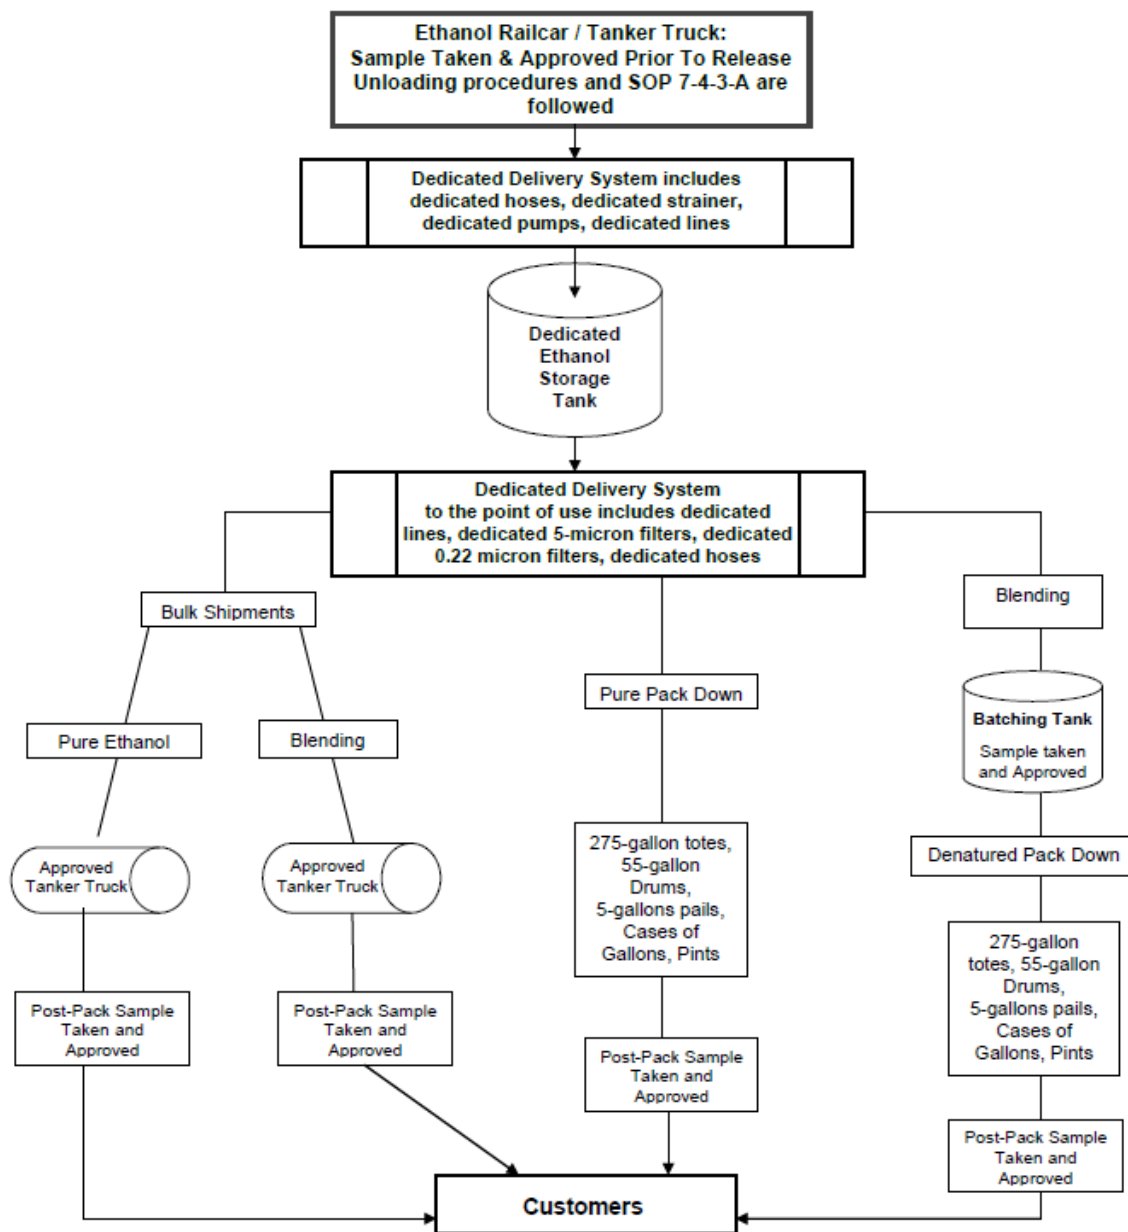 Ethanol Railcar / Tanker Truck:
Sample Taken & Approved Prior To Release
Unloading procedures and SOP 7-4-3-A are
followed
Dedicated Delivery System includes
dedicated hoses, dedicated strainer,
dedicated pumps, dedicated lines
Dedicated
Ethanol
Storage
Tank
Dedicated Delivery System
to the point of use includes dedicated
lines, dedicated 5-micron filters, dedicated
0.22 micron filters, dedicated hoses
Bulk Shipments
Pure Ethanol
Approved
Tanker Truck
Post-Pack Sample
Taken and
Approved
Blending
Approved
Tanker Truck
Post-Pack Sample
Taken and
Approved
Pure Pack Down
275-gallon totes,
55-gallon
Drums,
5-gallons pails,
Cases of
Gallons, Pints
Post-Pack Sample
Taken and
Approved
Blending
Batching Tank
Sample taken
and Approved
Denatured Pack Down
275-gallon
totes, 55-gallon
Drums,
5-gallons pails,
Cases of
Gallons, Pints
Post-Pack Sample
Taken and
Approved
Customers